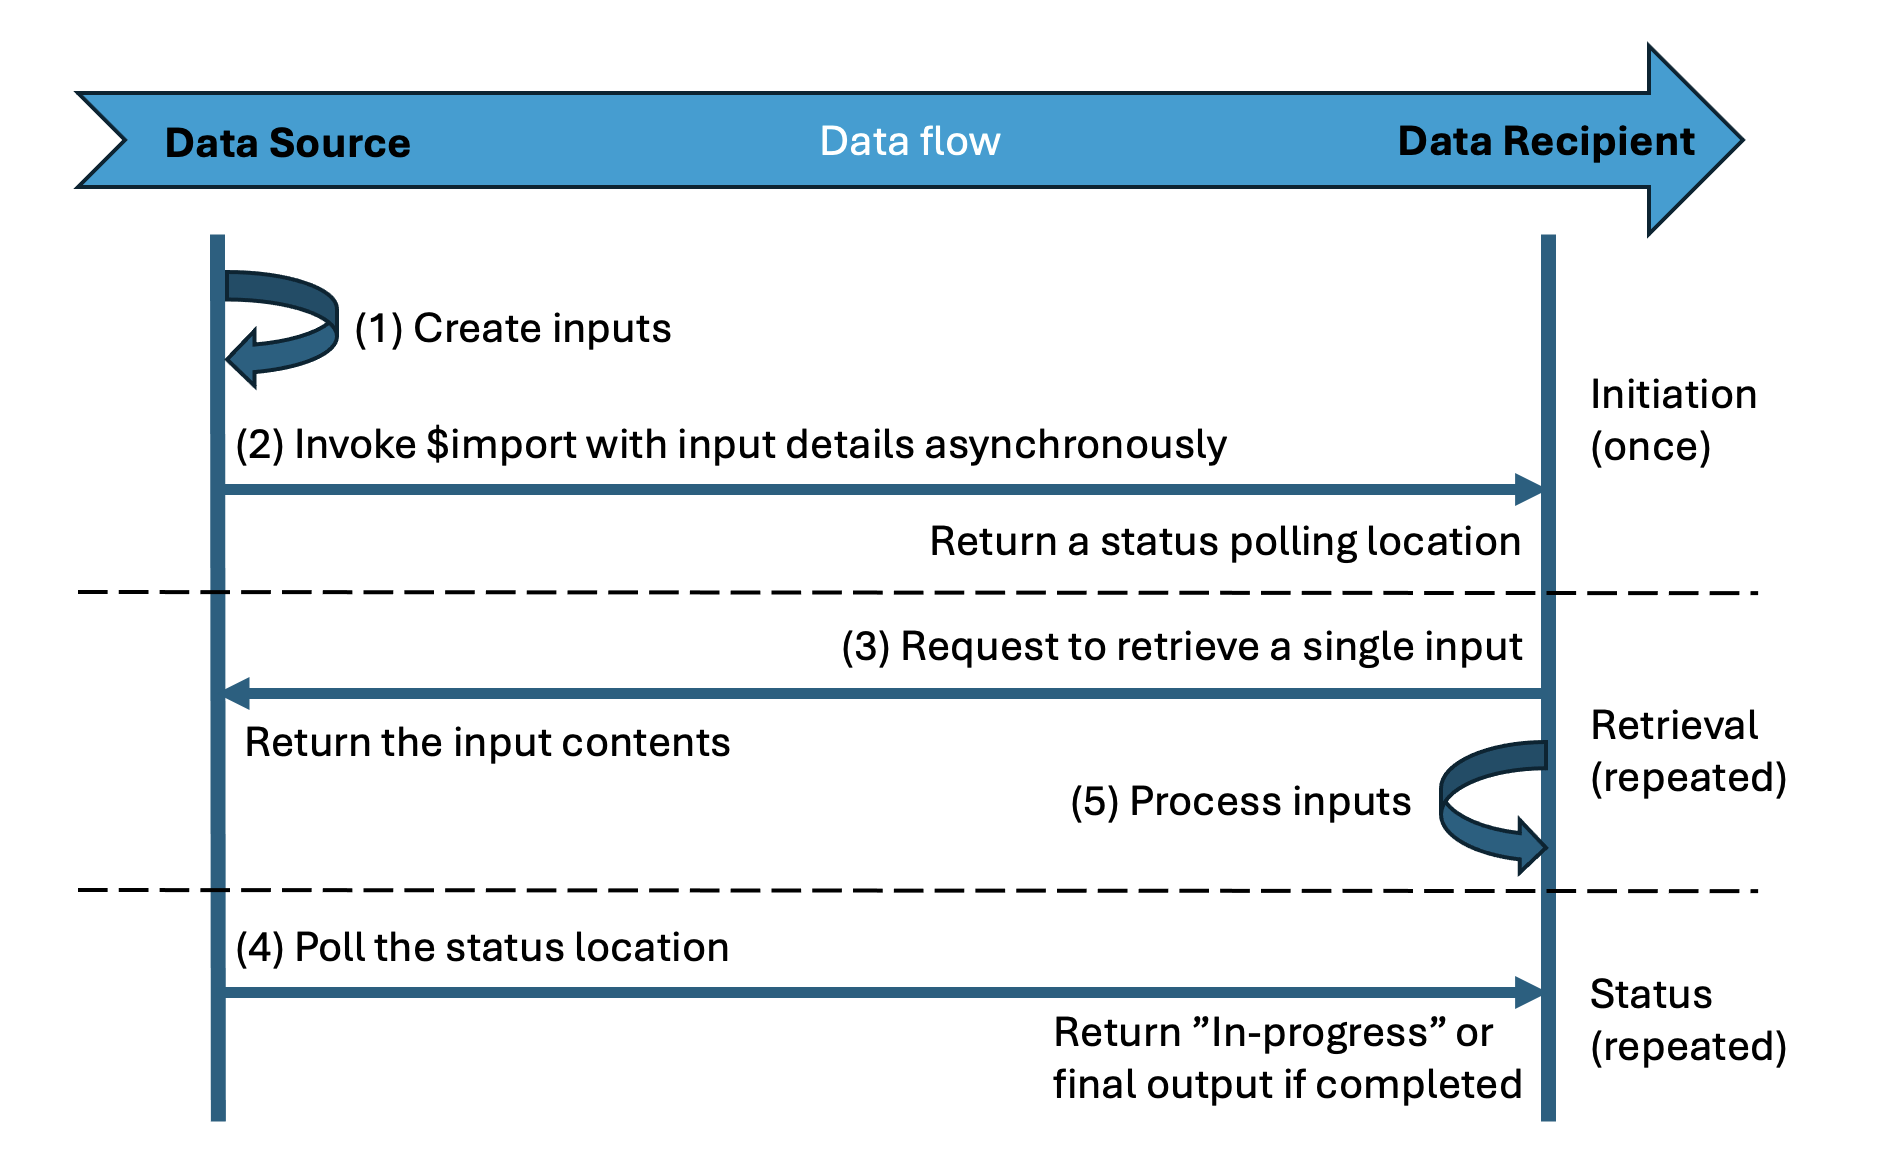 Data Source
Data flow
Data Recipient
(1) Create inputs
Initiation
(once)
(2) Invoke $import with input details asynchronously
Return a status polling location
(3) Request to retrieve a single input
Return the input contents
Retrieval
(repeated)
(5) Process inputs
(4) Poll the status location
Status
(repeated)
Return ”In-progress” or
final output if completed